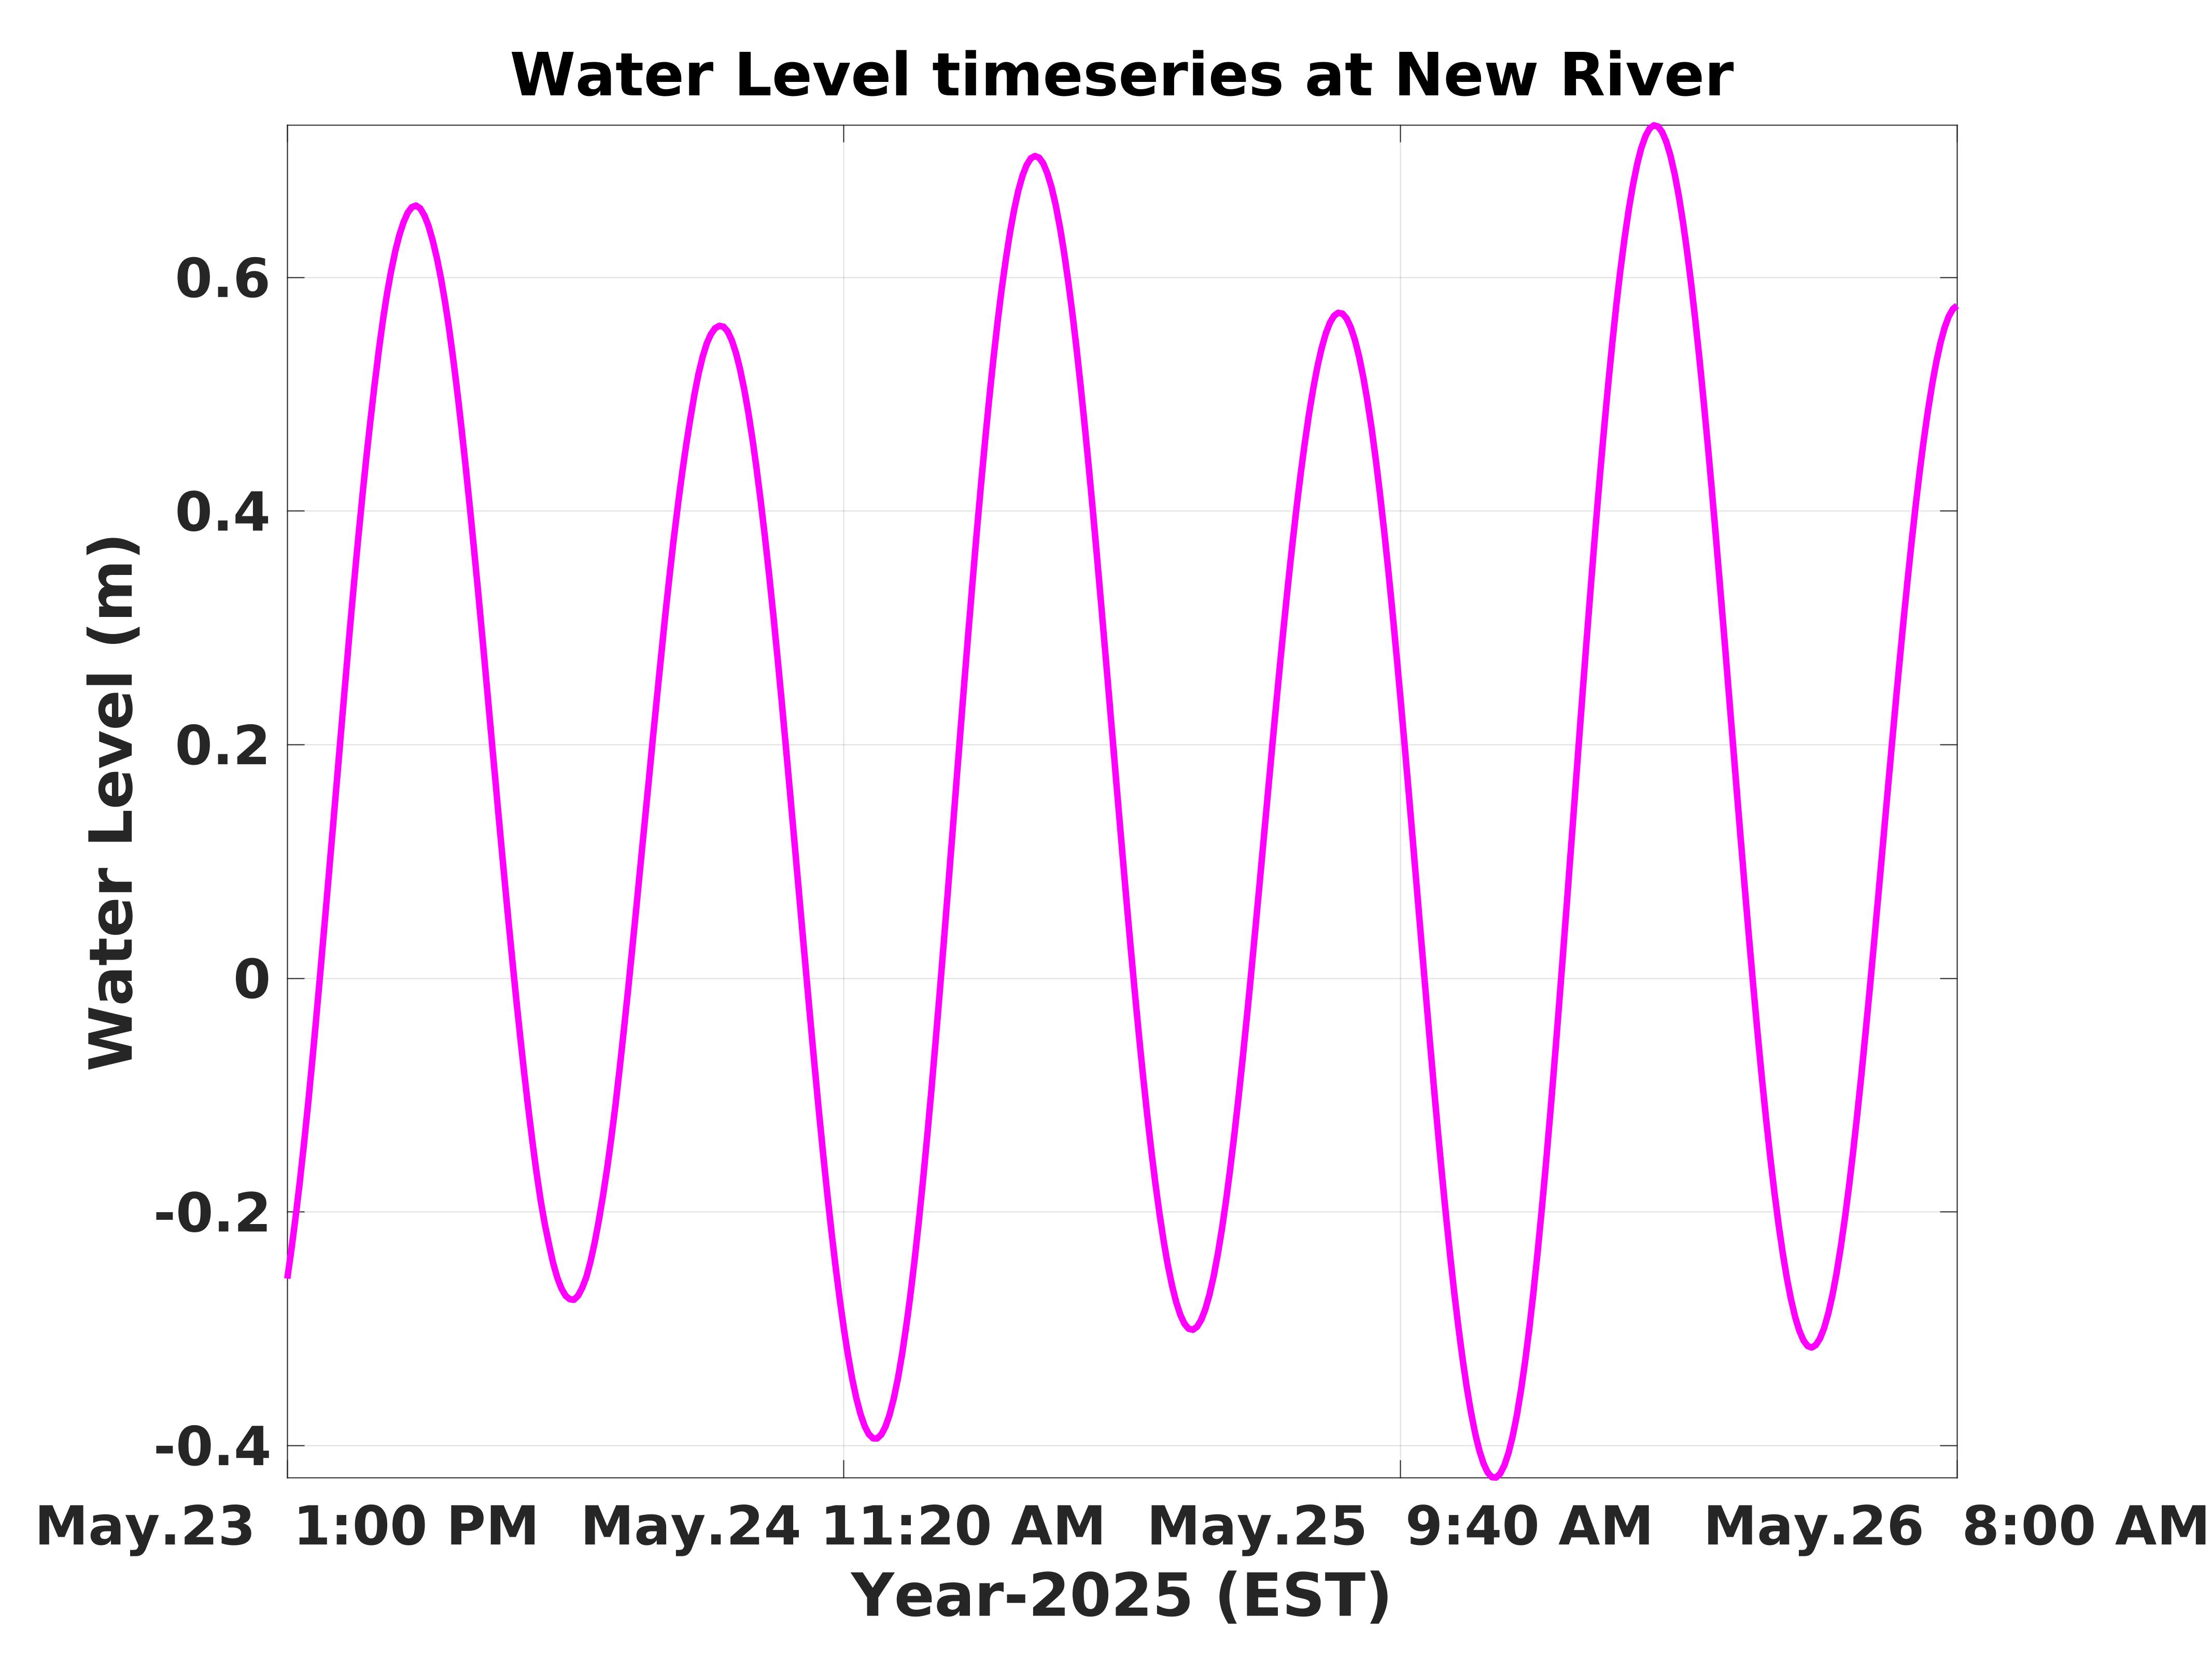 Water Level timeseries at New River
Water Level (m)
0.6
0.4
0.2
0
-0.2
-0.4
May.23 1:00 PM May.24 11:20 AM May.25 9:40 AM May.26 8:00 AM
Year-2025 (EST)